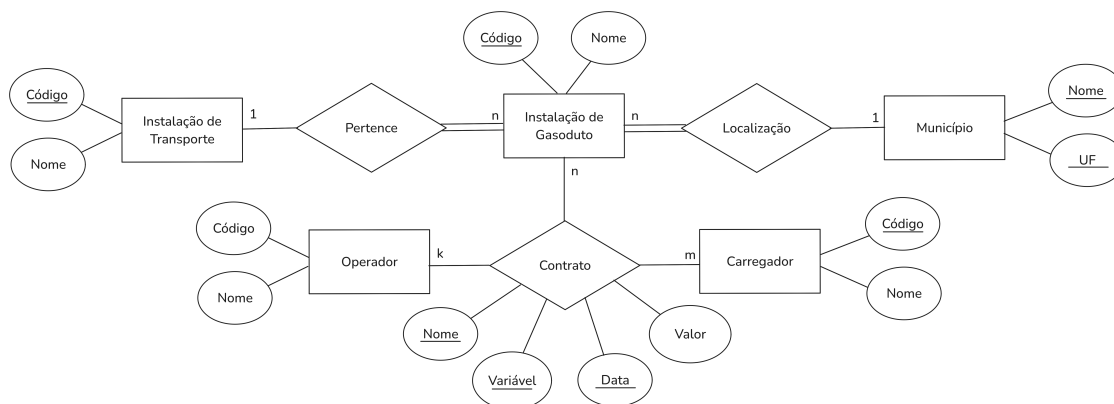 Código
Nome
Código
Nome
Instalação de
Transporte
1
Pertence
n
Instalação de
Gasoduto
n
Localização
1
Município
Nome
UF
n
Código
Nome
Operador
k
Contrato
m
Carregador
Código
Nome
Nome
Variável
Data
Valor